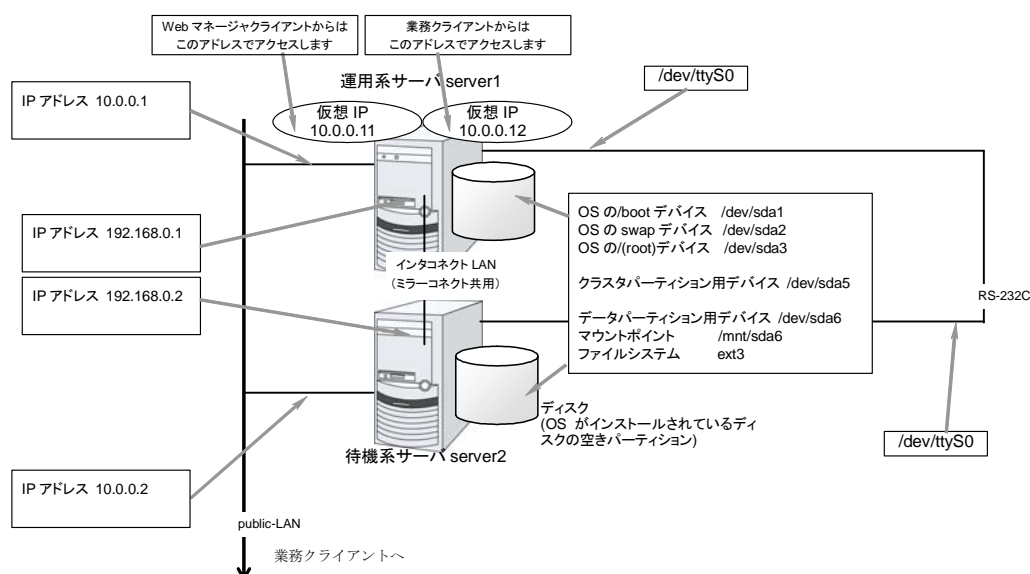 Web マネージャクライアントからは
このアドレスでアクセスします
業務クライアントからは
このアドレスでアクセスします
運用系サーバ server1
/dev/ttyS0
IP アドレス 10.0.0.1
仮想 IP
10.0.0.11
仮想 IP
10.0.0.12
IP アドレス 192.168.0.1
OS の/boot デバイス /dev/sda1
OS の swap デバイス /dev/sda2
OS の/(root)デバイス /dev/sda3
クラスタパーティション用デバイス /dev/sda5
データパーティション用デバイス /dev/sda6
マウントポイント /mnt/sda6
ファイルシステム ext3
インタコネクト LAN
（ミラーコネクト共用）
IP アドレス 192.168.0.2
RS-232C
ディスク
(OS がインストールされているディ
スクの空きパーティション)
/dev/ttyS0
待機系サーバ server2
IP アドレス 10.0.0.2
public-LAN
業務クライアントへ